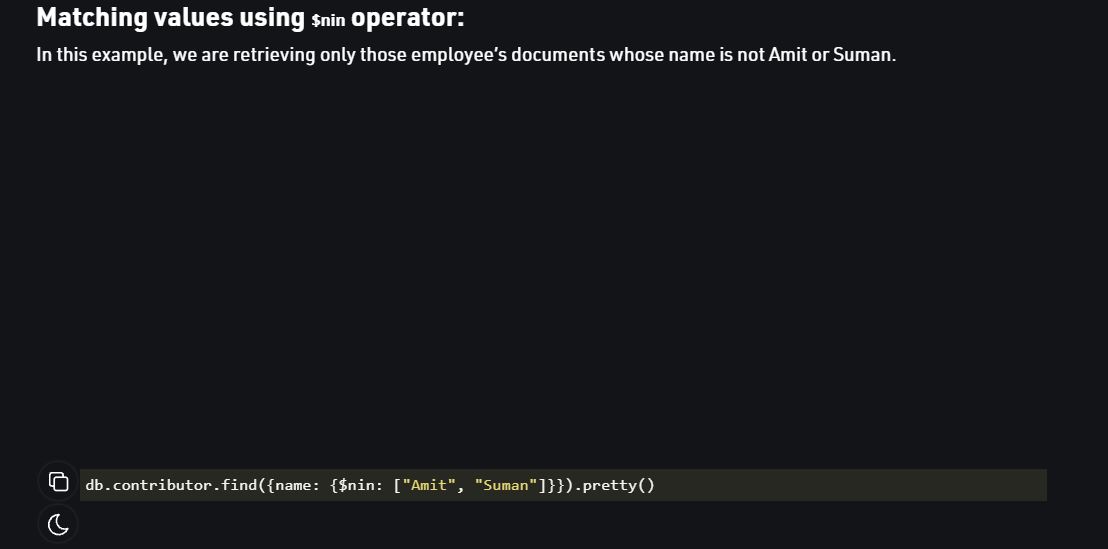 Matching values using $nin operator:
In this example, we are retrieving only those employee’s documents whose name is not Amit or Suman.
db.contributor.find({name: {$nin: ["Amit", "Suman"]}}).pretty()